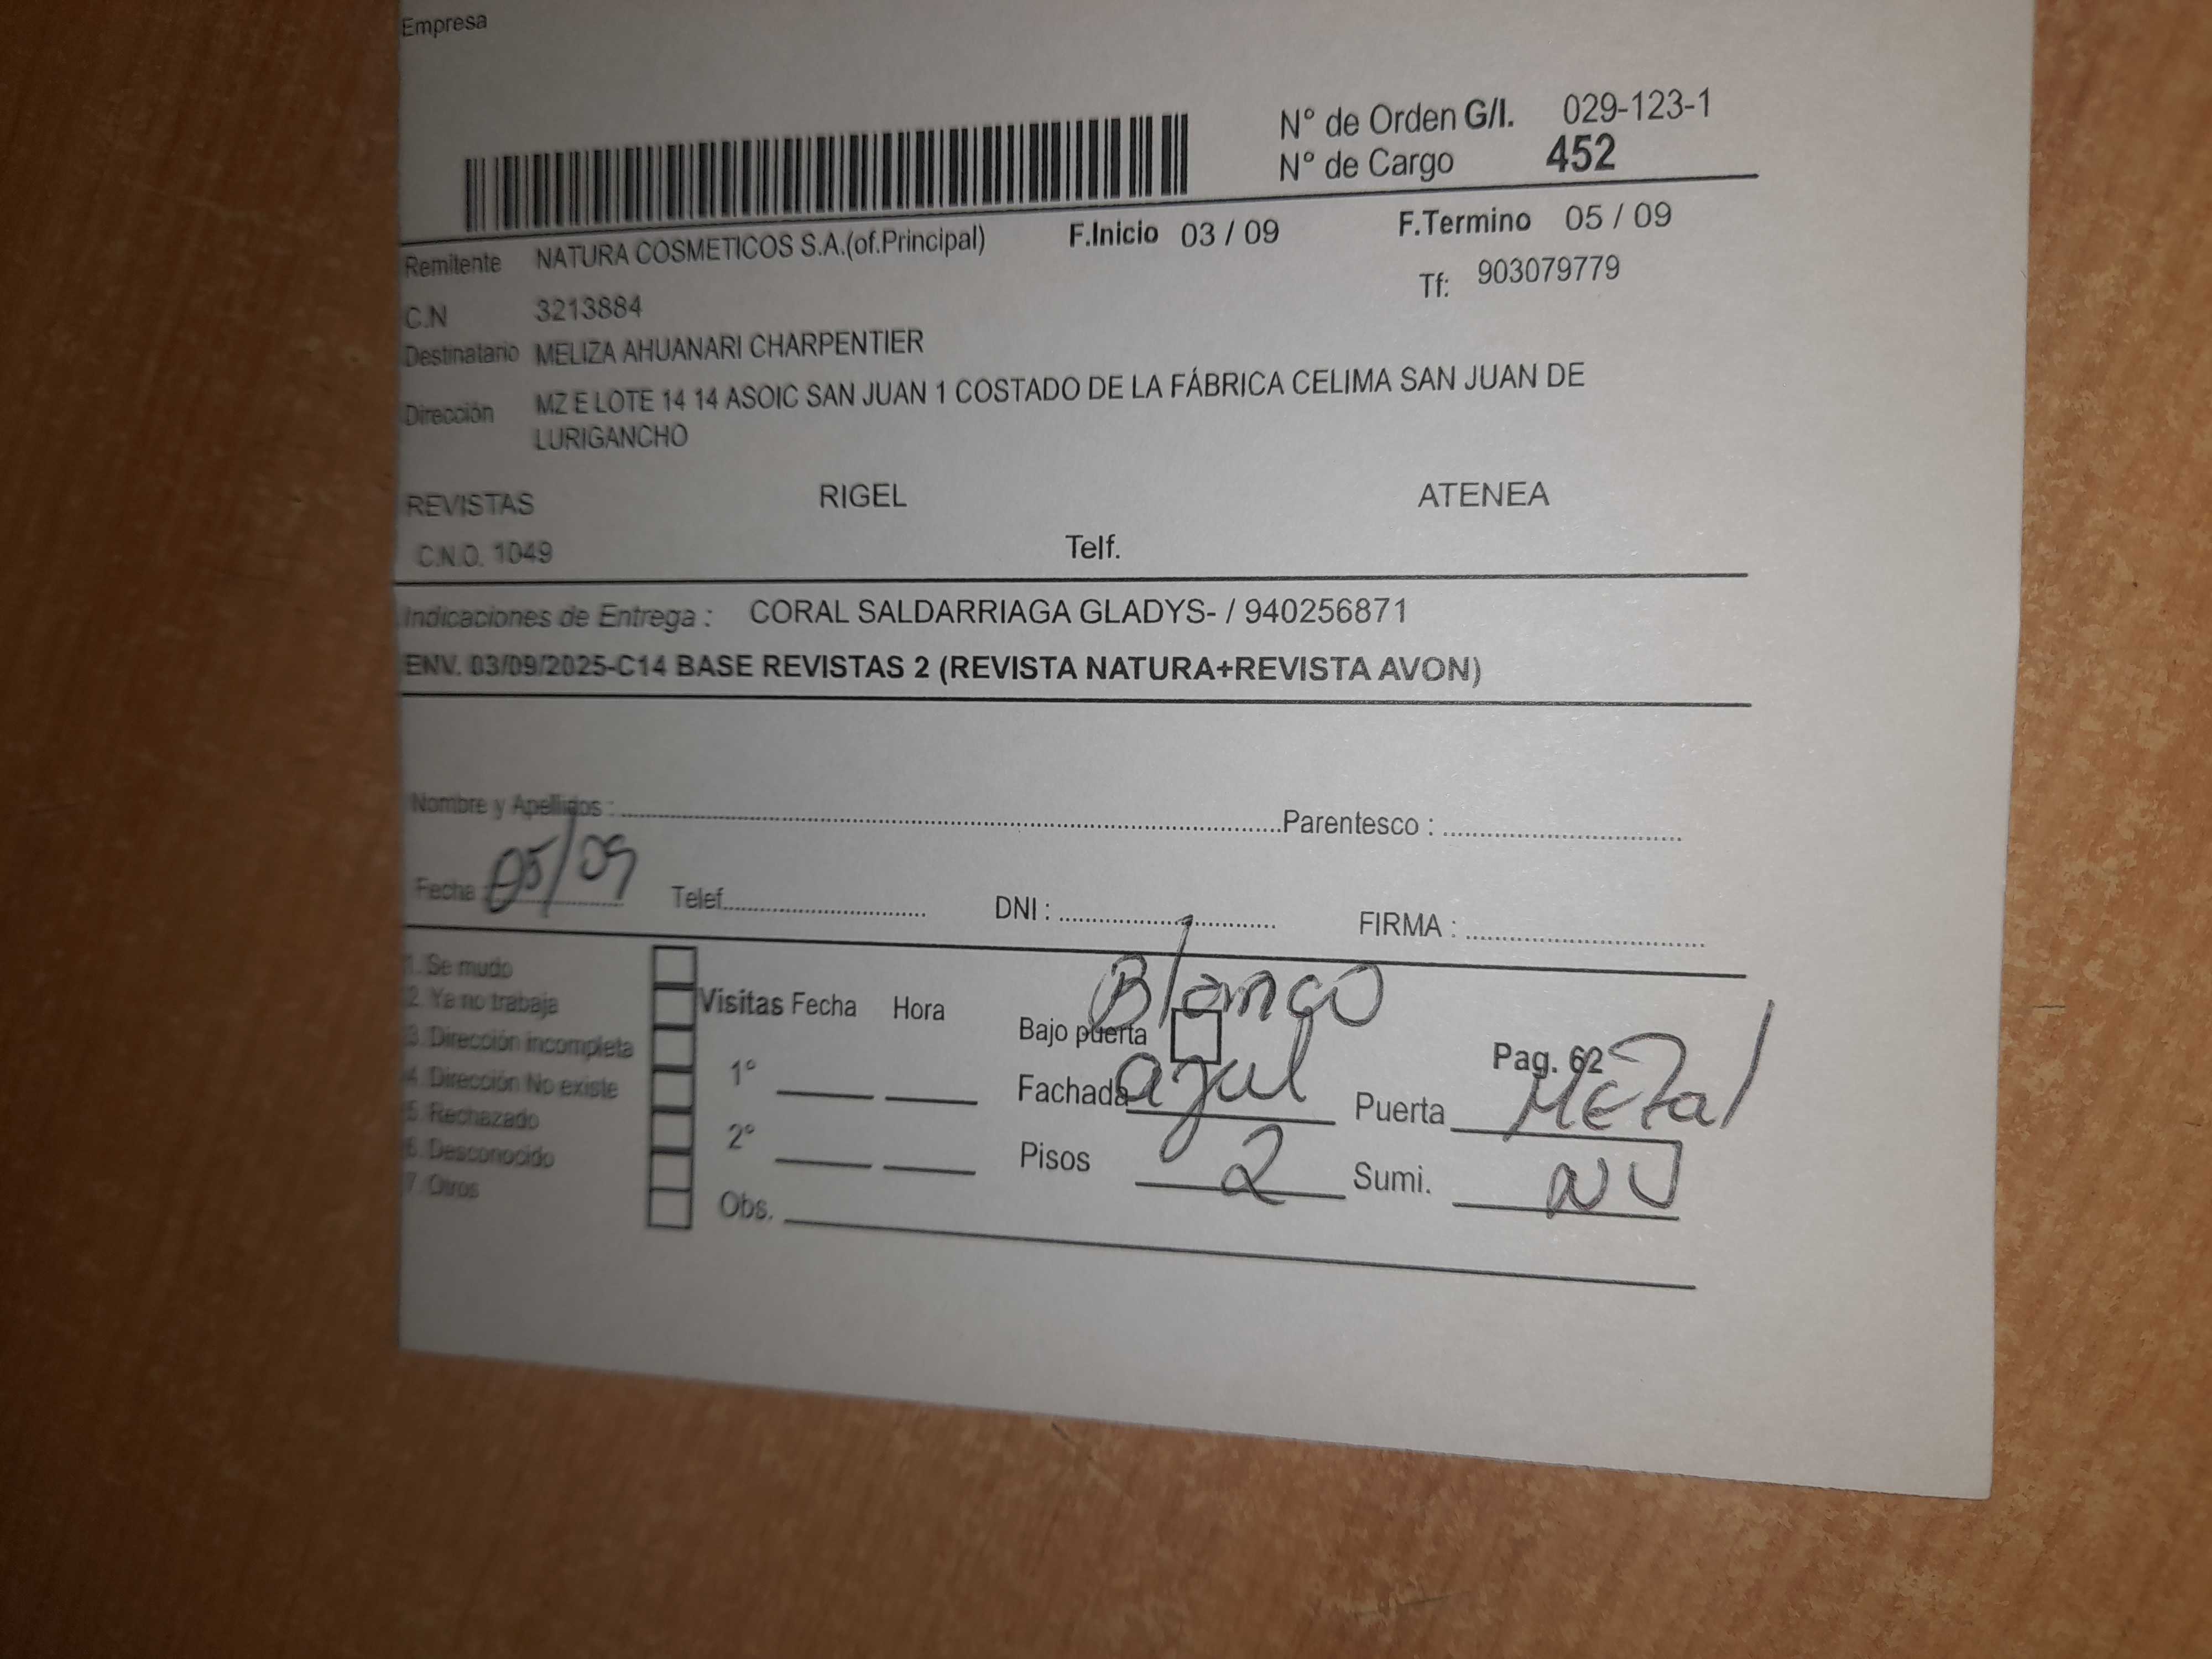 Empresa
N° de Orden G/I. 029-123-1
N° de Cargo 452
Remitente NATURA COSMETICOS S.A.(of.Principal) F.Inicio 03 / 09 F.Termino 05 / 09
C.N 3213884 Tf: 903079779
Destinatario MELIZA AHUANARI CHARPENTIER
Dirección MZ E LOTE 14 14 ASOIC SAN JUAN 1 COSTADO DE LA FÁBRICA CELIMA SAN JUAN DE
LURIGANCHO
REVISTAS RIGEL ATENEA
C.N.O. 1049 Telf.
Indicaciones de Entrega : CORAL SALDARRIAGA GLADYS- / 940256871
ENV. 03/09/2025-C14 BASE REVISTAS 2 (REVISTA NATURA+REVISTA AVON)
Nombre y Apellidos : Parentesco :
Fecha : 05/09 Telef. DNI : FIRMA :
1. Se mudo
2. Ya no trabaja
3. Dirección incompleta
4. Dirección No existe
5. Rechazado
6. Desconocido
7. Otros
Visitas Fecha Hora
1°
2°
Obs.
Blanco
Bajo puerta Pag. 62
Fachada azul Puerta Metal
Pisos 2 Sumi.